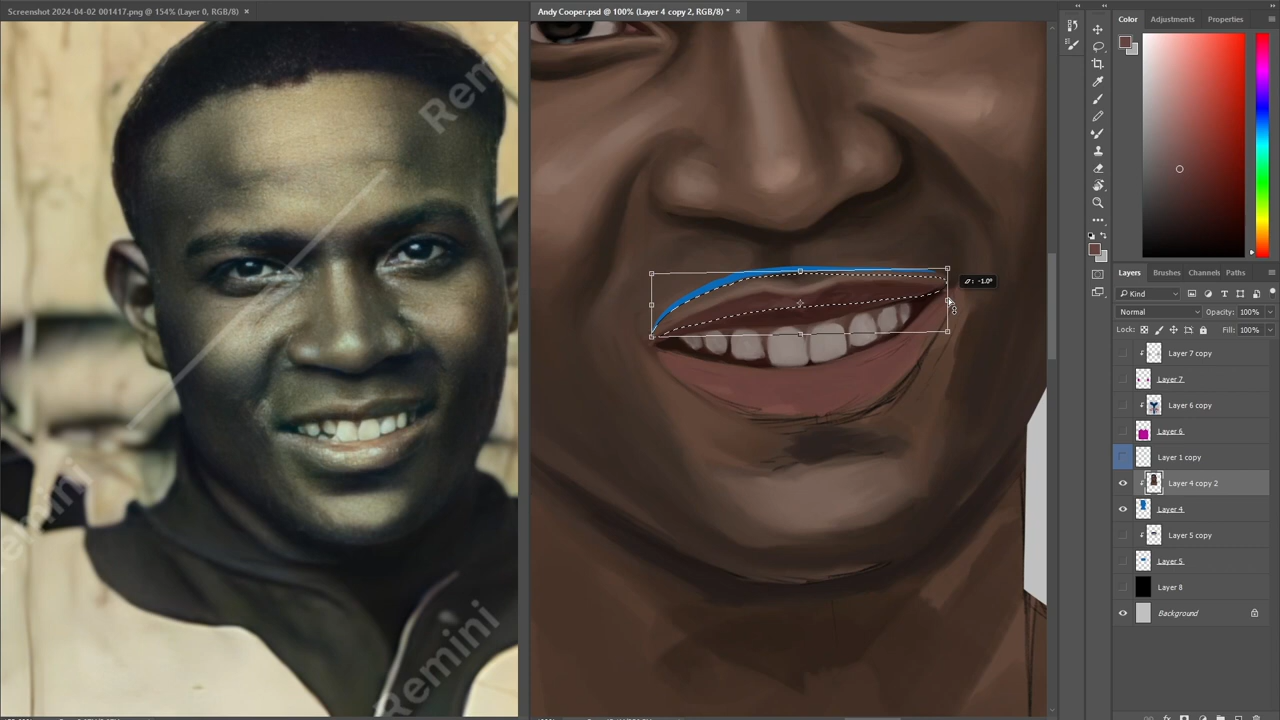 Screenshot 2024-04-02 001417.png @ 154% (Layer 0, RGB/8) ×
Andy Cooper.psd @ 100% (Layer 4 copy 2, RGB/8) * ×
Color
Adjustments
Properties
Remini
Remini
Remini
-1.0°
Layers
Brushes
Channels
Paths
Kind
Normal
Opacity: 100%
Lock:
Fill: 100%
Layer 7 copy
Layer 7
Layer 6 copy
Layer 6
Layer 1 copy
Layer 4 copy 2
Layer 4
Layer 5 copy
Layer 5
Layer 8
Background
fx